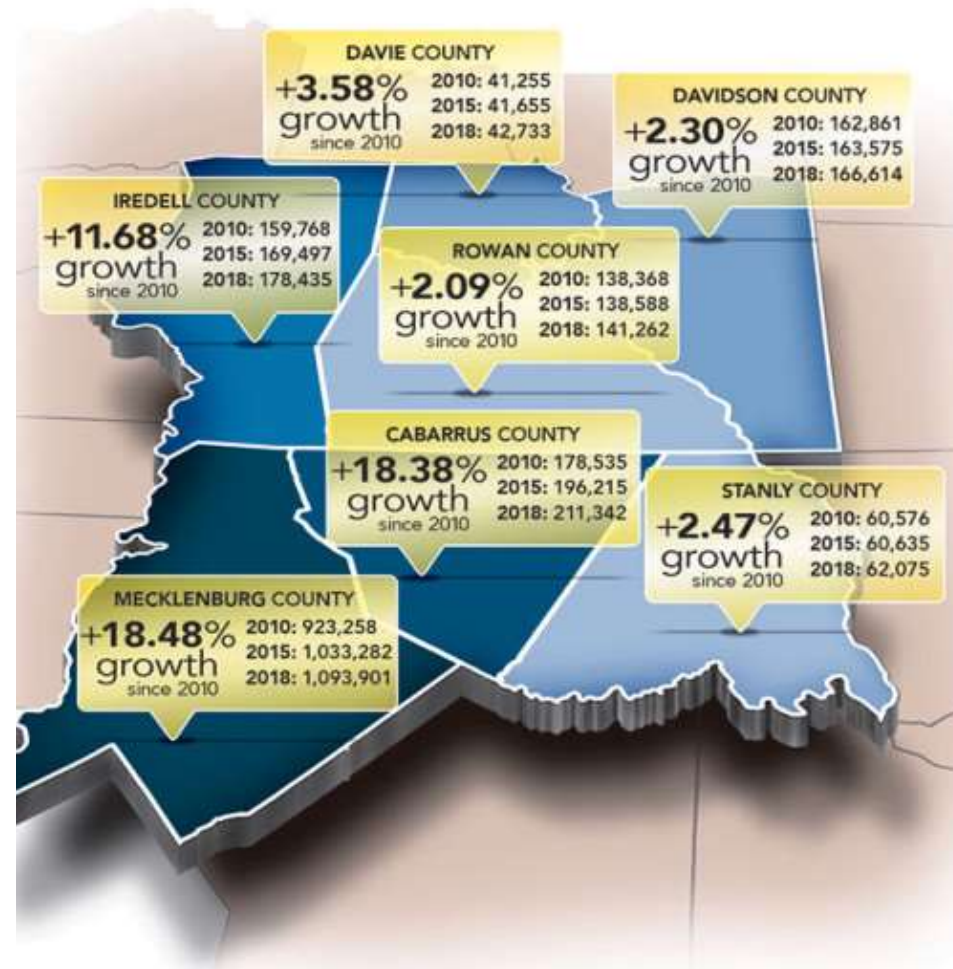 DAVIE COUNTY
+3.58%
growth
since 2010
2010: 41,255
2015: 41,655
2018: 42,733
DAVIDSON COUNTY
+2.30%
growth
since 2010
2010: 162,861
2015: 163,575
2018: 166,614
IREDELL COUNTY
+11.68%
growth
since 2010
2010: 159,768
2015: 169,497
2018: 178,435
ROWAN COUNTY
+2.09%
growth
since 2010
2010: 138,368
2015: 138,588
2018: 141,262
CABARRUS COUNTY
+18.38%
growth
since 2010
2010: 178,535
2015: 196,215
2018: 211,342
STANLY COUNTY
+2.47%
growth
since 2010
2010: 60,576
2015: 60,635
2018: 62,075
MECKLENBURG COUNTY
+18.48%
growth
since 2010
2010: 923,258
2015: 1,033,282
2018: 1,093,901